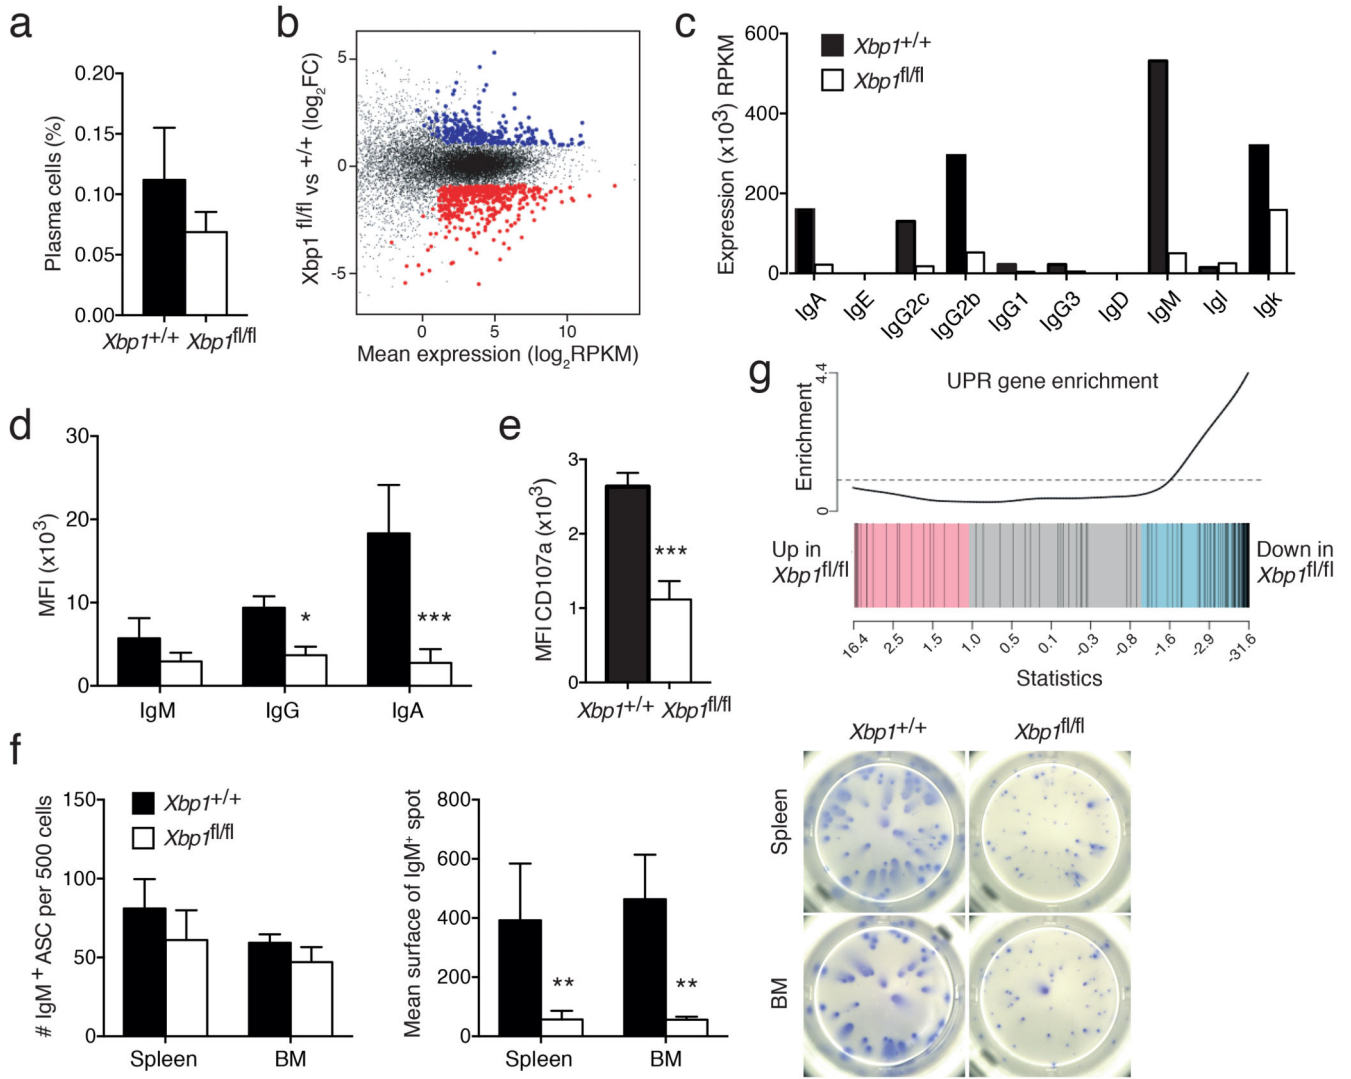 a
Plasma cells (%)
0.20
0.15
0.10
0.05
0.00
Xbp1+/+ Xbp1fl/fl
b
Xbp1 fl/fl vs +/+ (log2FC)
5
0
-5
0 5 10
Mean expression (log2RPKM)
c
Expression (x103) RPKM
600
400
200
0
Xbp1+/+
Xbp1fl/fl
IgA IgE IgG2c IgG2b IgG1 IgG3 IgD IgM Igl Igk
d
MFI (x103)
30
20
10
0
*
***
IgM IgG IgA
e
MFI CD107a (x103)
3
2
1
0
***
Xbp1+/+ Xbp1fl/fl
g
UPR gene enrichment
Enrichment
4.4
0
Up in
Xbp1fl/fl
Down in
Xbp1fl/fl
16.4 2.5 1.5 1.0 0.5 0.1 -0.3 -0.8 -1.6 -2.9 -31.6
Statistics
f
# IgM+ ASC per 500 cells
150
100
50
0
Xbp1+/+
Xbp1fl/fl
Spleen BM
Mean surface of IgM+ spot
800
600
400
200
0
** **
Spleen BM
Xbp1+/+ Xbp1fl/fl
Spleen
BM